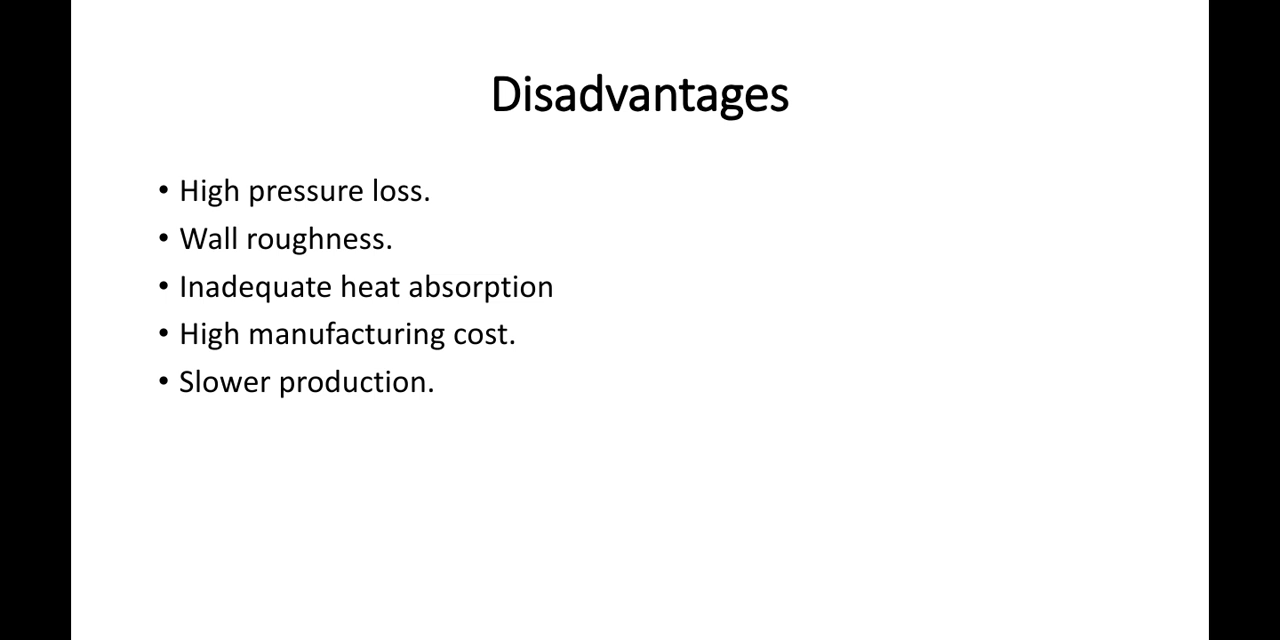 Disadvantages
• High pressure loss.
• Wall roughness.
• Inadequate heat absorption
• High manufacturing cost.
• Slower production.